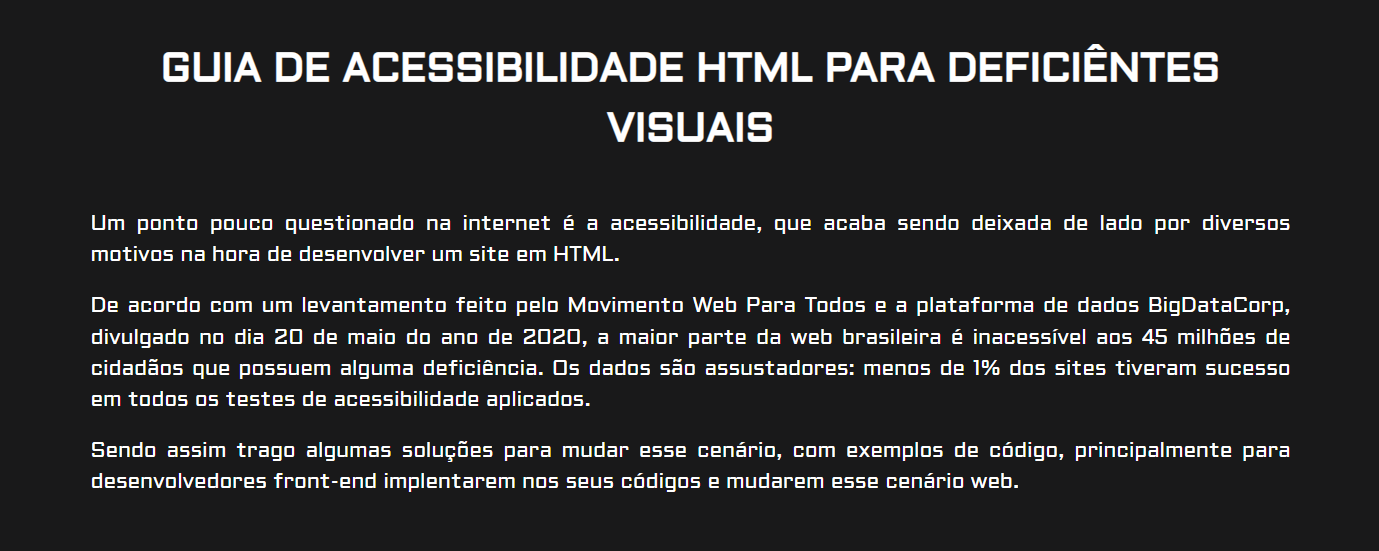 GUIA DE ACESSIBILIDADE HTML PARA DEFICIÊNTES
VISUAIS
Um ponto pouco questionado na internet é a acessibilidade, que acaba sendo deixada de lado por diversos
motivos na hora de desenvolver um site em HTML.
De acordo com um levantamento feito pelo Movimento Web Para Todos e a plataforma de dados BigDataCorp,
divulgado no dia 20 de maio do ano de 2020, a maior parte da web brasileira é inacessível aos 45 milhões de
cidadãos que possuem alguma deficiência. Os dados são assustadores: menos de 1% dos sites tiveram sucesso
em todos os testes de acessibilidade aplicados.
Sendo assim trago algumas soluções para mudar esse cenário, com exemplos de código, principalmente para
desenvolvedores front-end implentarem nos seus códigos e mudarem esse cenário web.